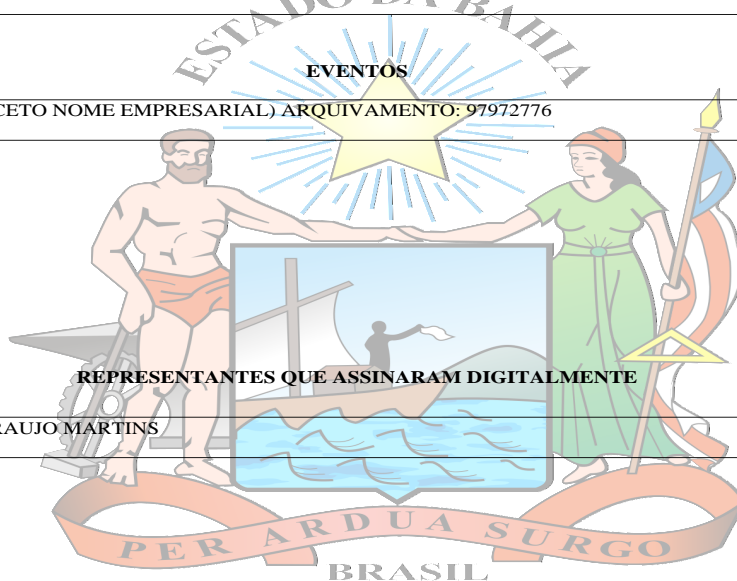 ESTADO DA BAHIA
EVENTOS
CETO NOME EMPRESARIAL) ARQUIVAMENTO: 97972776
REPRESENTANTES QUE ASSINARAM DIGITALMENTE
RAUJO MARTINS
PER ARDUA SURGO
BRASIL